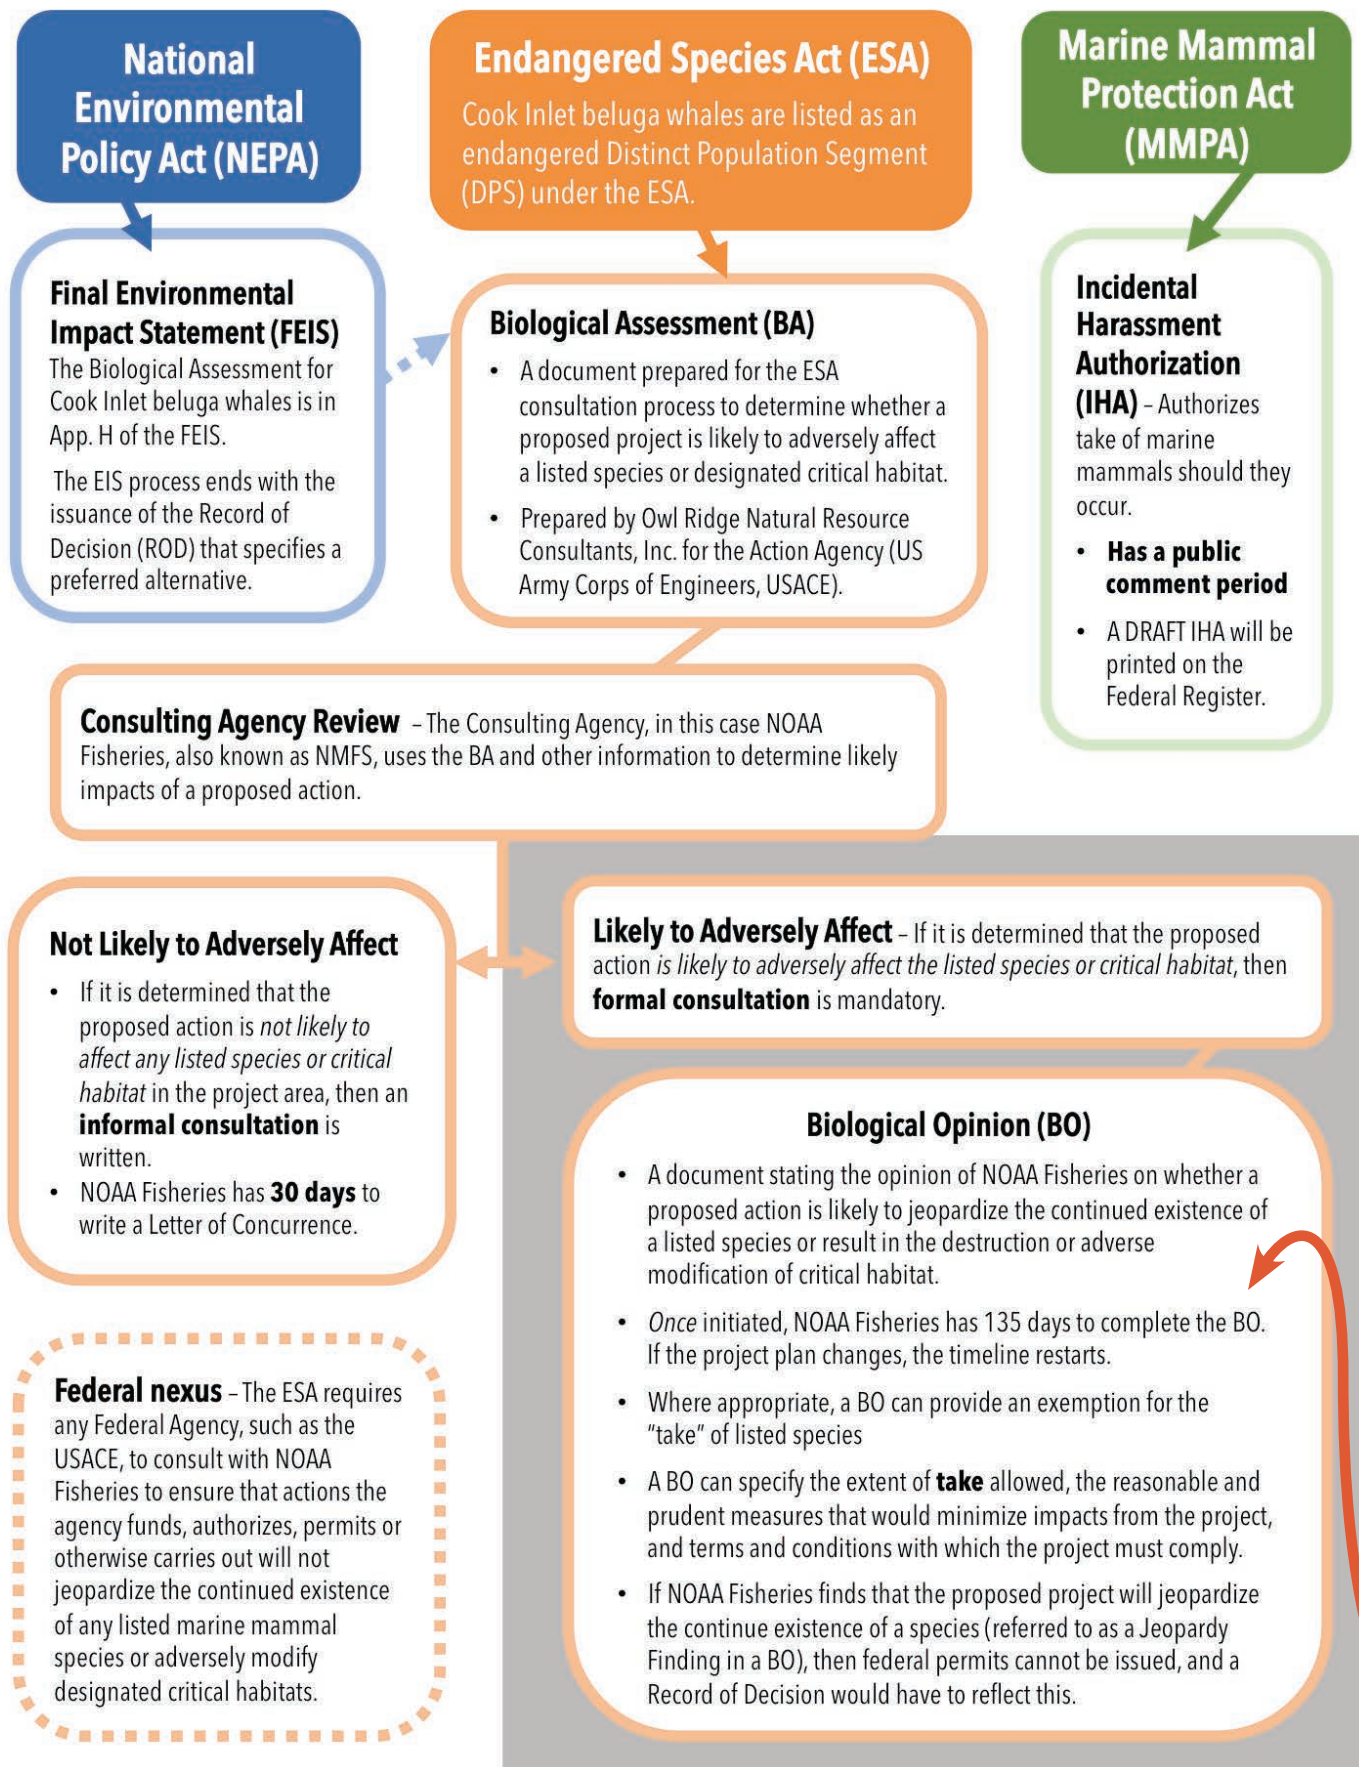 National
Environmental
Policy Act (NEPA)
Endangered Species Act (ESA)
Cook Inlet beluga whales are listed as an
endangered Distinct Population Segment
(DPS) under the ESA.
Marine Mammal
Protection Act
(MMPA)
Final Environmental
Impact Statement (FEIS)
The Biological Assessment for
Cook Inlet beluga whales is in
App. H of the FEIS.
The EIS process ends with the
issuance of the Record of
Decision (ROD) that specifies a
preferred alternative.
Biological Assessment (BA)
• A document prepared for the ESA
consultation process to determine whether a
proposed project is likely to adversely affect
a listed species or designated critical habitat.
• Prepared by Owl Ridge Natural Resource
Consultants, Inc. for the Action Agency (US
Army Corps of Engineers, USACE).
Incidental
Harassment
Authorization
(IHA) – Authorizes
take of marine
mammals should they
occur.
• Has a public
comment period
• A DRAFT IHA will be
printed on the
Federal Register.
Consulting Agency Review – The Consulting Agency, in this case NOAA
Fisheries, also known as NMFS, uses the BA and other information to determine likely
impacts of a proposed action.
Not Likely to Adversely Affect
• If it is determined that the
proposed action is not likely to
affect any listed species or critical
habitat in the project area, then an
informal consultation is
written.
• NOAA Fisheries has 30 days to
write a Letter of Concurrence.
Likely to Adversely Affect – If it is determined that the proposed
action is likely to adversely affect the listed species or critical habitat, then
formal consultation is mandatory.
Biological Opinion (BO)
• A document stating the opinion of NOAA Fisheries on whether a
proposed action is likely to jeopardize the continued existence of
a listed species or result in the destruction or adverse
modification of critical habitat.
• Once initiated, NOAA Fisheries has 135 days to complete the BO.
If the project plan changes, the timeline restarts.
• Where appropriate, a BO can provide an exemption for the
"take" of listed species
• A BO can specify the extent of take allowed, the reasonable and
prudent measures that would minimize impacts from the project,
and terms and conditions with which the project must comply.
• If NOAA Fisheries finds that the proposed project will jeopardize
the continue existence of a species (referred to as a Jeopardy
Finding in a BO), then federal permits cannot be issued, and a
Record of Decision would have to reflect this.
Federal nexus – The ESA requires
any Federal Agency, such as the
USACE, to consult with NOAA
Fisheries to ensure that actions the
agency funds, authorizes, permits or
otherwise carries out will not
jeopardize the continued existence
of any listed marine mammal
species or adversely modify
designated critical habitats.